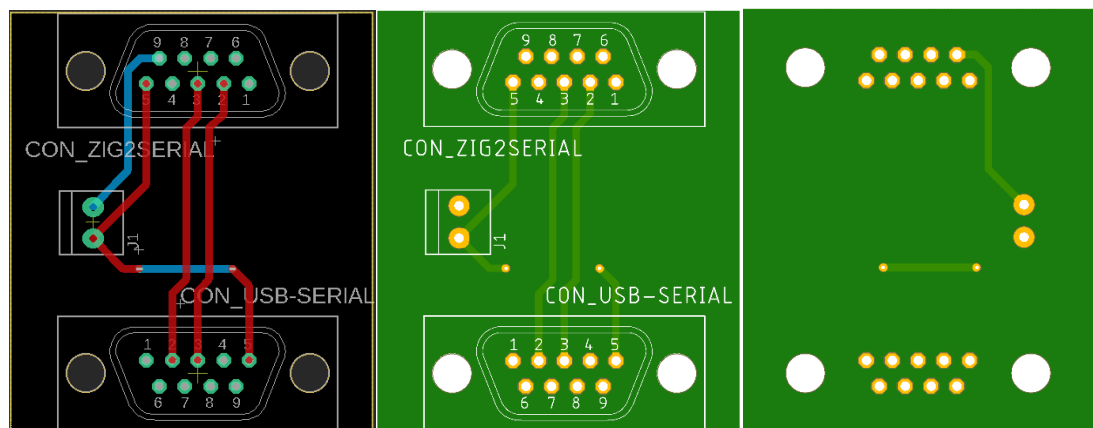 9 8 7 6
5 4 3 2 1
CON_ZIG2SERIAL
J1
CON_USB-SERIAL
1 2 3 4 5
6 7 8 9
9 8 7 6
5 4 3 2 1
CON_ZIG2SERIAL
J1
CON_USB-SERIAL
1 2 3 4 5
6 7 8 9